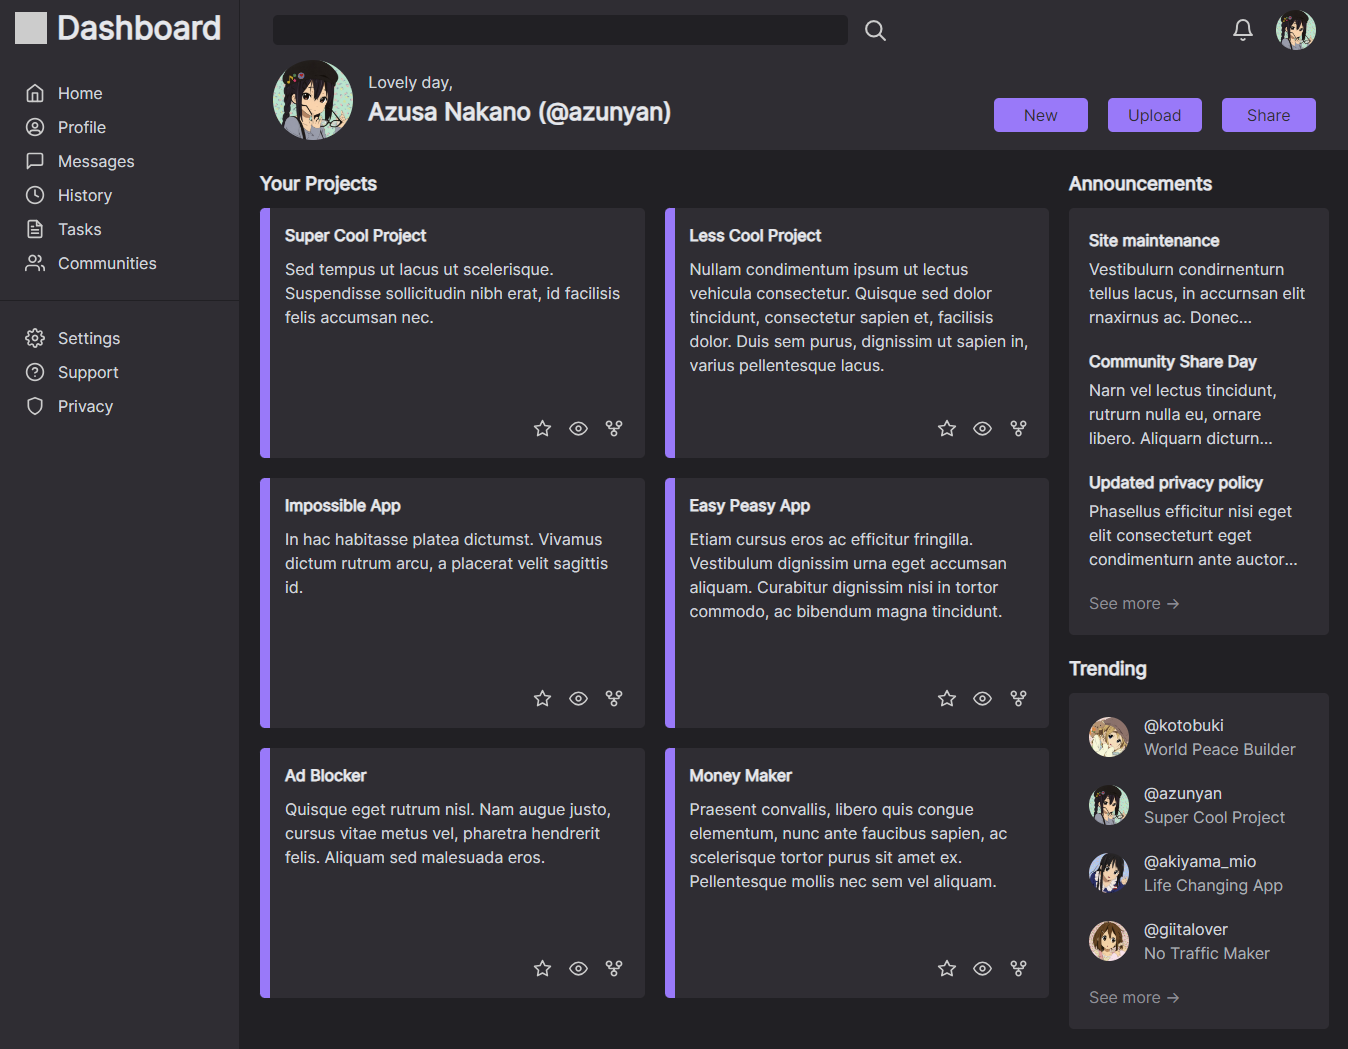 Dashboard
Home
Profile
Messages
History
Tasks
Communities
Settings
Support
Privacy
Lovely day,
Azusa Nakano (@azunyan)
New
Upload
Share
Your Projects
Super Cool Project
Sed tempus ut lacus ut scelerisque.
Suspendisse sollicitudin nibh erat, id facilisis
felis accumsan nec.
Less Cool Project
Nullam condimentum ipsum ut lectus
vehicula consectetur. Quisque sed dolor
tincidunt, consectetur sapien et, facilisis
dolor. Duis sem purus, dignissim ut sapien in,
varius pellentesque lacus.
Impossible App
In hac habitasse platea dictumst. Vivamus
dictum rutrum arcu, a placerat velit sagittis
id.
Easy Peasy App
Etiam cursus eros ac efficitur fringilla.
Vestibulum dignissim urna eget accumsan
aliquam. Curabitur dignissim nisi in tortor
commodo, ac bibendum magna tincidunt.
Ad Blocker
Quisque eget rutrum nisl. Nam augue justo,
cursus vitae metus vel, pharetra hendrerit
felis. Aliquam sed malesuada eros.
Money Maker
Praesent convallis, libero quis congue
elementum, nunc ante faucibus sapien, ac
scelerisque tortor purus sit amet ex.
Pellentesque mollis nec sem vel aliquam.
Announcements
Site maintenance
Vestibulurn condirnenturn
tellus lacus, in accurnsan elit
rnaxirnus ac. Donec...
Community Share Day
Narn vel lectus tincidunt,
rutrurn nulla eu, ornare
libero. Aliquarn dicturn...
Updated privacy policy
Phasellus efficitur nisi eget
elit consecteturt eget
condimenturn ante auctor...
See more →
Trending
@kotobuki
World Peace Builder
@azunyan
Super Cool Project
@akiyama_mio
Life Changing App
@giitalover
No Traffic Maker
See more →